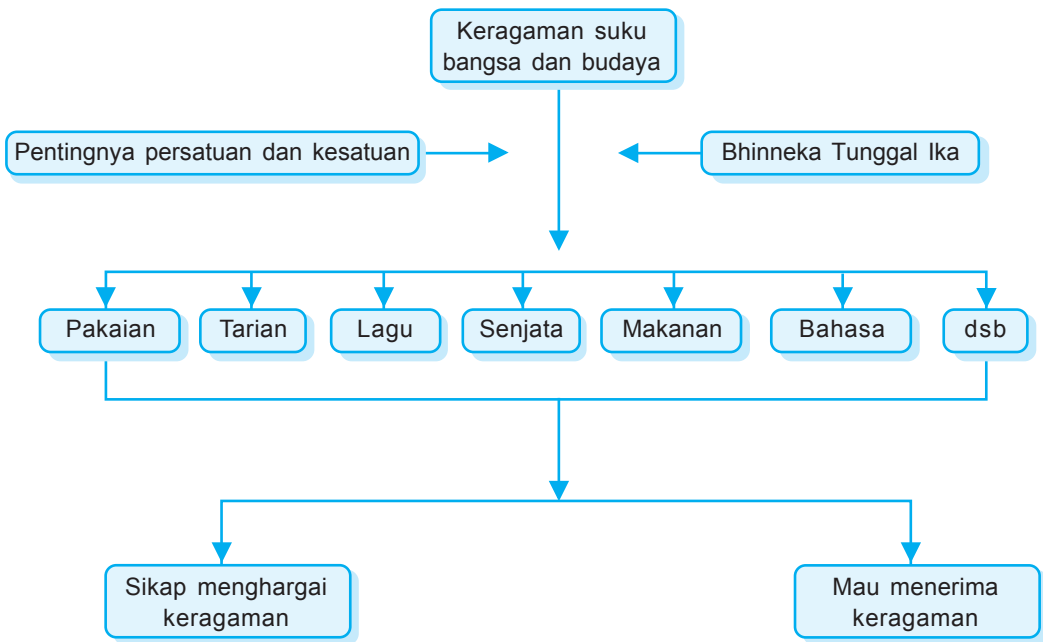 Keragaman suku
bangsa dan budaya
Pentingnya persatuan dan kesatuan
Bhinneka Tunggal Ika
Pakaian
Tarian
Lagu
Senjata
Makanan
Bahasa
dsb
Sikap menghargai
keragaman
Mau menerima
keragaman